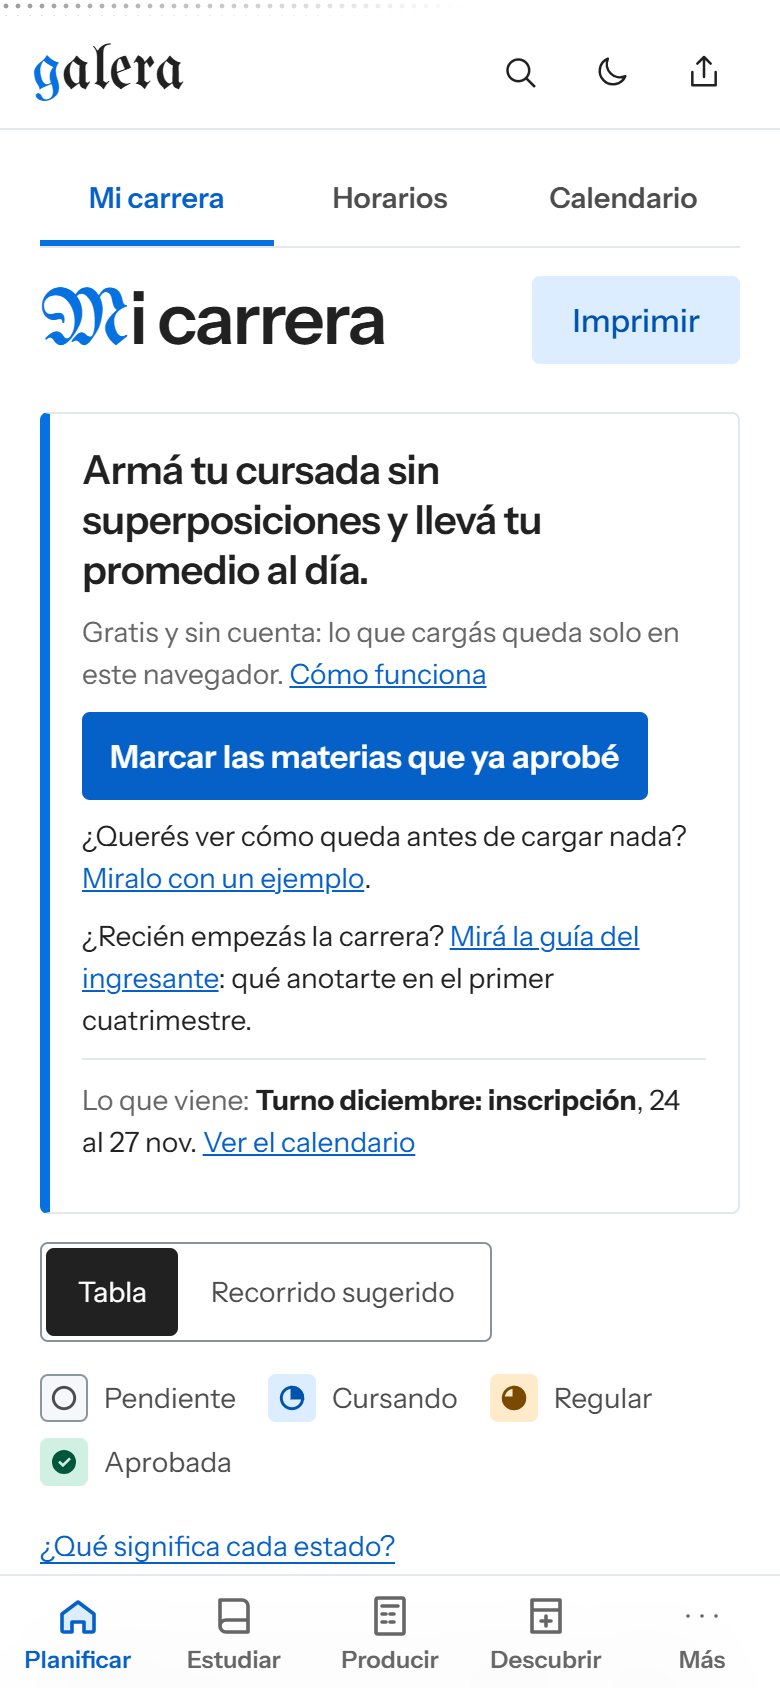 galera
Mi carrera
Horarios
Calendario
Mi carrera
Imprimir
Armá tu cursada sin
superposiciones y llevá tu
promedio al día.
Gratis y sin cuenta: lo que cargás queda solo en
este navegador. Cómo funciona
Marcar las materias que ya aprobé
¿Querés ver cómo queda antes de cargar nada?
Miralo con un ejemplo.
¿Recién empezás la carrera? Mirá la guía del
ingresante: qué anotarte en el primer
cuatrimestre.
Lo que viene: Turno diciembre: inscripción, 24
al 27 nov. Ver el calendario
Tabla
Recorrido sugerido
Pendiente
Cursando
Regular
Aprobada
¿Qué significa cada estado?
Planificar
Estudiar
Producir
Descubrir
Más